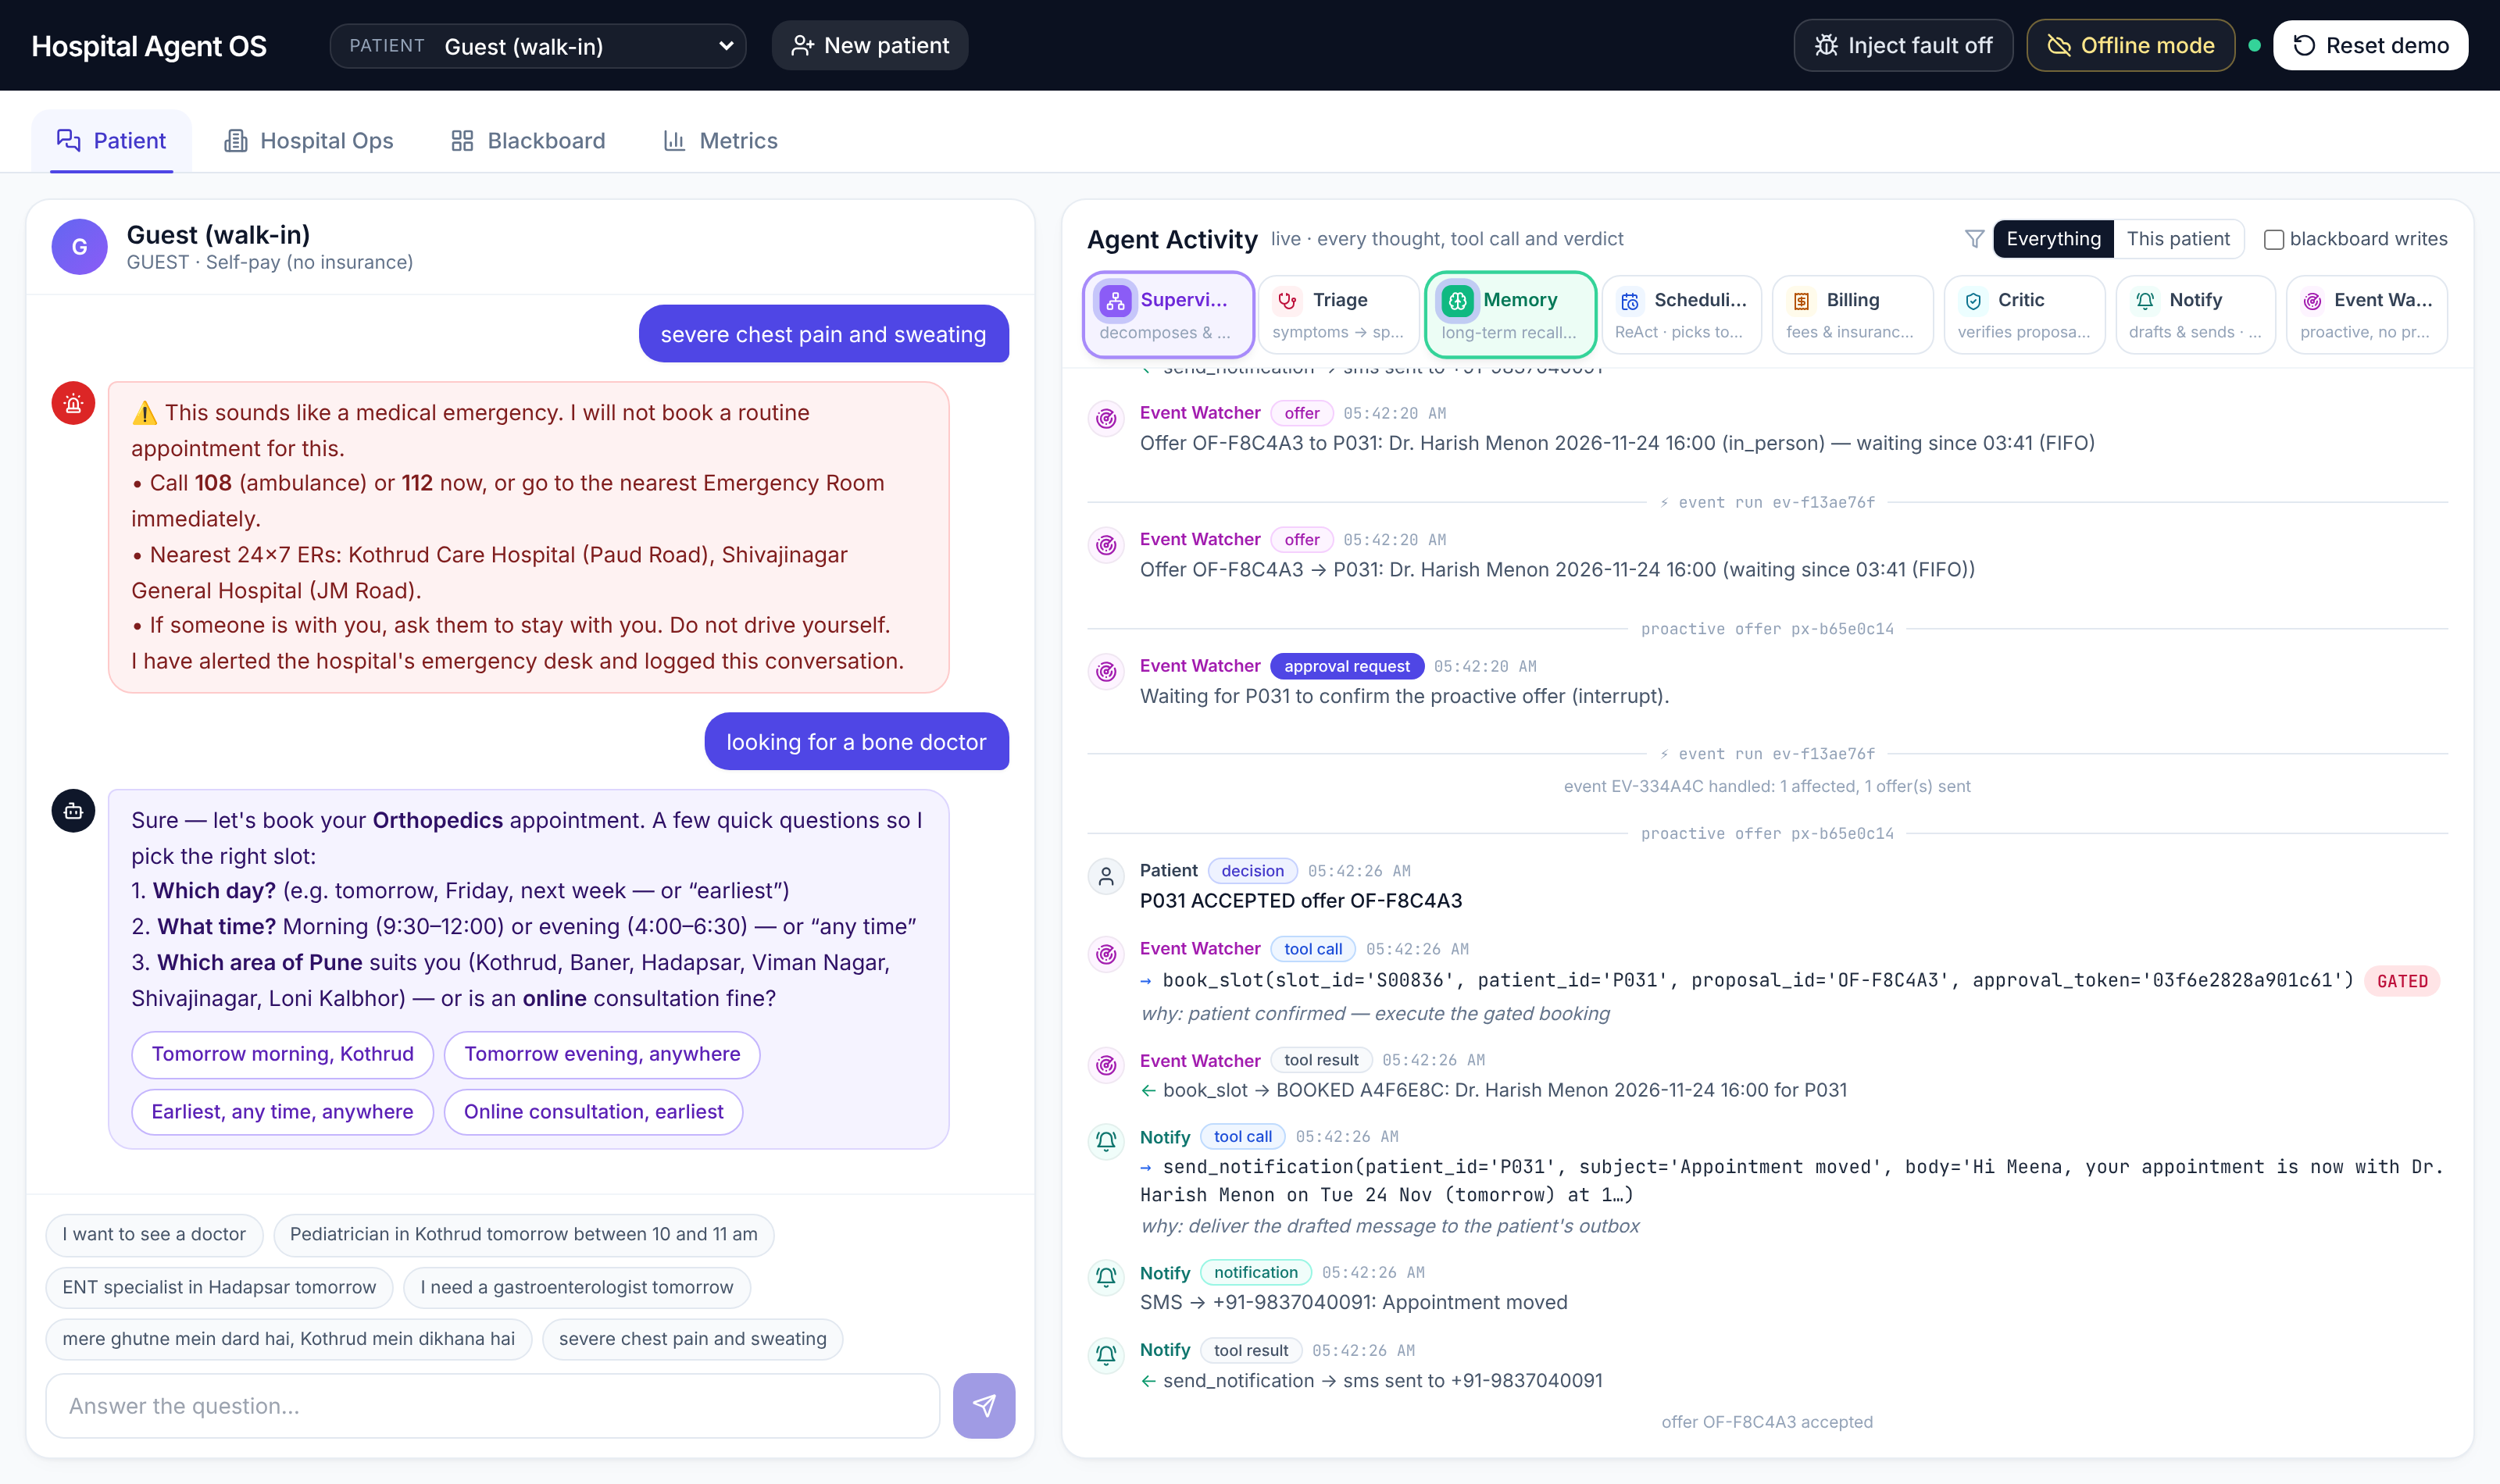 Hospital Agent OS
PATIENT Guest (walk-in)
New patient
Inject fault off
Offline mode
Reset demo
Patient
Hospital Ops
Blackboard
Metrics
G
Guest (walk-in)
GUEST · Self-pay (no insurance)
severe chest pain and sweating
⚠️ This sounds like a medical emergency. I will not book a routine
appointment for this.
• Call 108 (ambulance) or 112 now, or go to the nearest Emergency Room
immediately.
• Nearest 24×7 ERs: Kothrud Care Hospital (Paud Road), Shivajinagar
General Hospital (JM Road).
• If someone is with you, ask them to stay with you. Do not drive yourself.
I have alerted the hospital's emergency desk and logged this conversation.
looking for a bone doctor
Sure — let's book your Orthopedics appointment. A few quick questions so I
pick the right slot:
1. Which day? (e.g. tomorrow, Friday, next week — or “earliest”)
2. What time? Morning (9:30–12:00) or evening (4:00–6:30) — or “any time”
3. Which area of Pune suits you (Kothrud, Baner, Hadapsar, Viman Nagar,
Shivajinagar, Loni Kalbhor) — or is an online consultation fine?
Tomorrow morning, Kothrud
Tomorrow evening, anywhere
Earliest, any time, anywhere
Online consultation, earliest
I want to see a doctor
Pediatrician in Kothrud tomorrow between 10 and 11 am
ENT specialist in Hadapsar tomorrow
I need a gastroenterologist tomorrow
mere ghutne mein dard hai, Kothrud mein dikhana hai
severe chest pain and sweating
Answer the question...
Agent Activity live · every thought, tool call and verdict
Everything
This patient
blackboard writes
Supervi...
decomposes & ...
Triage
symptoms → sp...
Memory
long-term recall...
Scheduli...
ReAct · picks to...
Billing
fees & insuranc...
Critic
verifies proposa...
Notify
drafts & sends · ...
Event Wa...
proactive, no pr...
← send_notification → sms sent to +91-9837040091
Event Watcher offer 05:42:20 AM
Offer OF-F8C4A3 to P031: Dr. Harish Menon 2026-11-24 16:00 (in_person) — waiting since 03:41 (FIFO)
⚡ event run ev-f13ae76f
Event Watcher offer 05:42:20 AM
Offer OF-F8C4A3 → P031: Dr. Harish Menon 2026-11-24 16:00 (waiting since 03:41 (FIFO))
proactive offer px-b65e0c14
Event Watcher approval request 05:42:20 AM
Waiting for P031 to confirm the proactive offer (interrupt).
⚡ event run ev-f13ae76f
event EV-334A4C handled: 1 affected, 1 offer(s) sent
proactive offer px-b65e0c14
Patient decision 05:42:26 AM
P031 ACCEPTED offer OF-F8C4A3
Event Watcher tool call 05:42:26 AM
→ book_slot(slot_id='S00836', patient_id='P031', proposal_id='OF-F8C4A3', approval_token='03f6e2828a901c61') GATED
why: patient confirmed — execute the gated booking
Event Watcher tool result 05:42:26 AM
← book_slot → BOOKED A4F6E8C: Dr. Harish Menon 2026-11-24 16:00 for P031
Notify tool call 05:42:26 AM
→ send_notification(patient_id='P031', subject='Appointment moved', body='Hi Meena, your appointment is now with Dr.
Harish Menon on Tue 24 Nov (tomorrow) at 1…)
why: deliver the drafted message to the patient's outbox
Notify notification 05:42:26 AM
SMS → +91-9837040091: Appointment moved
Notify tool result 05:42:26 AM
← send_notification → sms sent to +91-9837040091
offer OF-F8C4A3 accepted